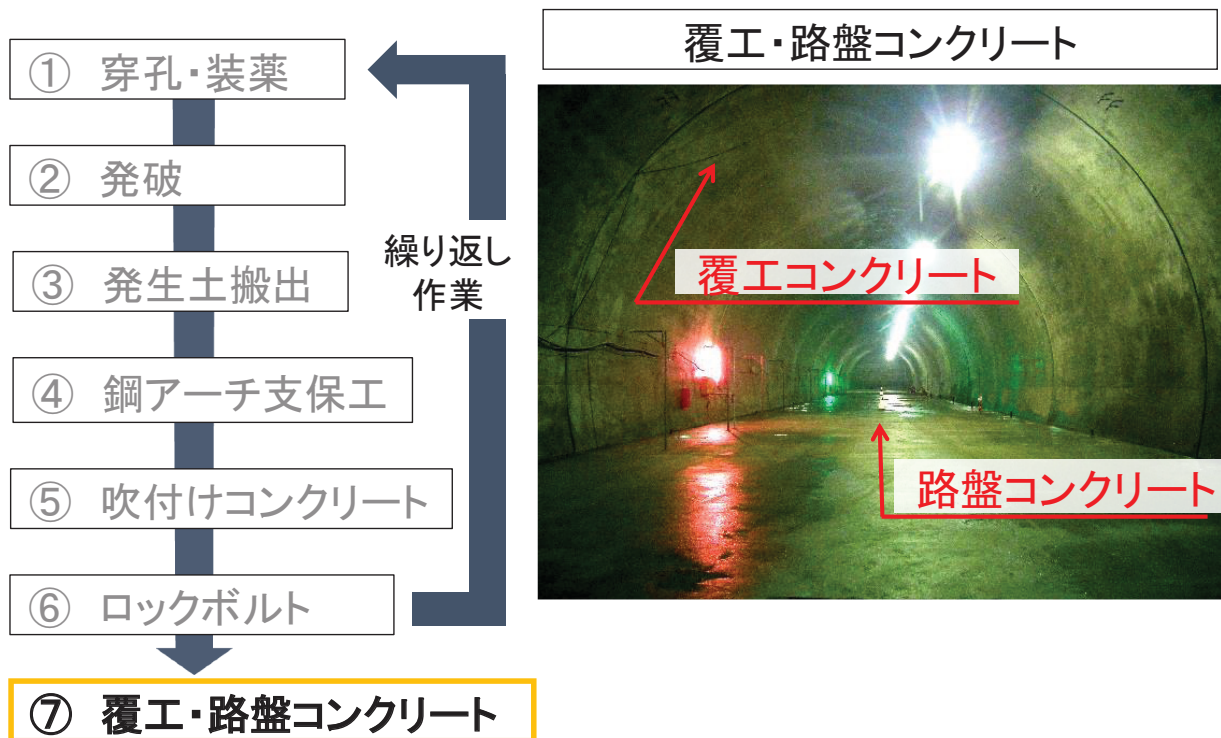 ① 穿孔・装薬
② 発破
③ 発生土搬出
④ 鋼アーチ支保工
⑤ 吹付けコンクリート
⑥ ロックボルト
⑦ 覆工・路盤コンクリート
繰り返し
作業
覆工・路盤コンクリート
覆工コンクリート
路盤コンクリート